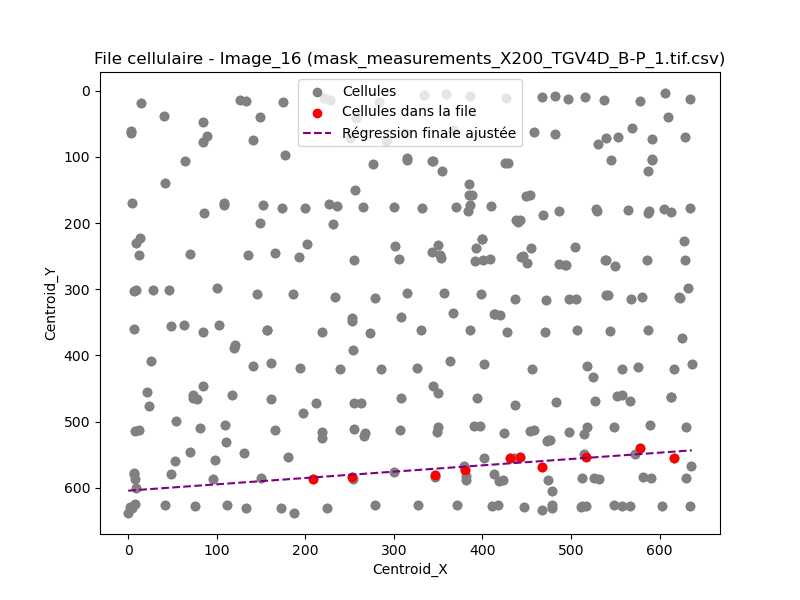 File cellulaire - Image_16 (mask_measurements_X200_TGV4D_B-P_1.tif.csv)
Cellules
Cellules dans la file
Régression finale ajustée
Centroid_Y
0
100
200
300
400
500
600
0 100 200 300 400 500 600
Centroid_X